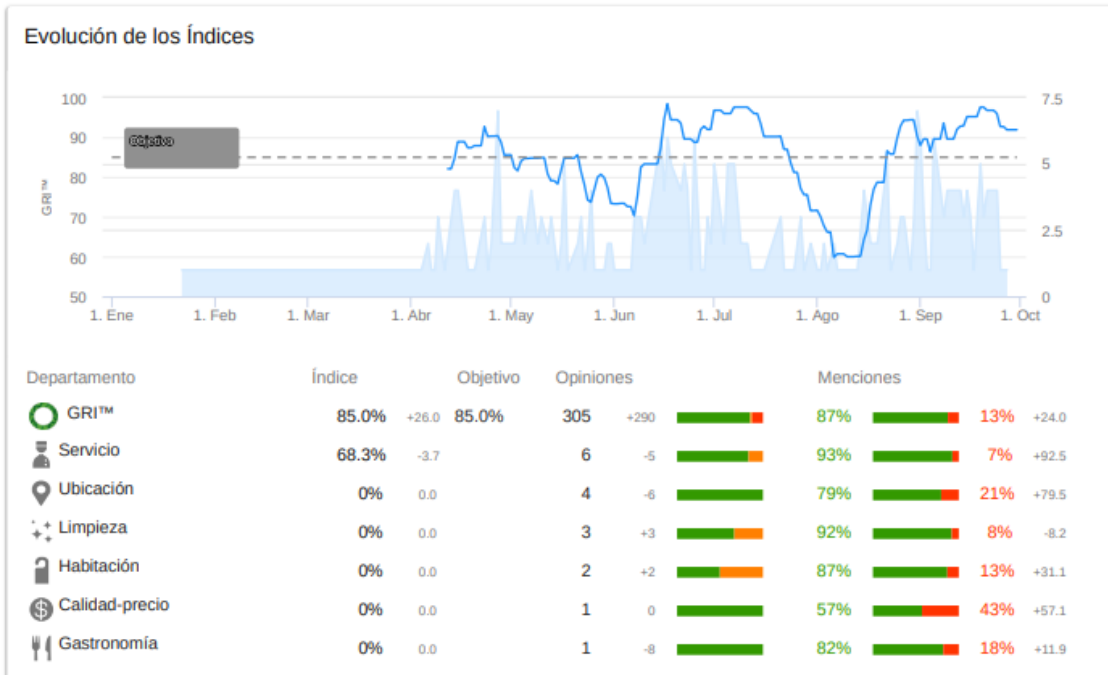 Evolución de los Índices
100 7.5
90
Objetivo
80 5
GRI™
70
2.5
60
50 0
1. Ene 1. Feb 1. Mar 1. Abr 1. May 1. Jun 1. Jul 1. Ago 1. Sep 1. Oct
Departamento Índice Objetivo Opiniones Menciones
GRI™ 85.0% +26.0 85.0% 305 +290 87% 13% +24.0
Servicio 68.3% -3.7 6 -5 93% 7% +92.5
Ubicación 0% 0.0 4 -6 79% 21% +79.5
Limpieza 0% 0.0 3 +3 92% 8% -8.2
Habitación 0% 0.0 2 +2 87% 13% +31.1
Calidad-precio 0% 0.0 1 0 57% 43% +57.1
Gastronomía 0% 0.0 1 -8 82% 18% +11.9